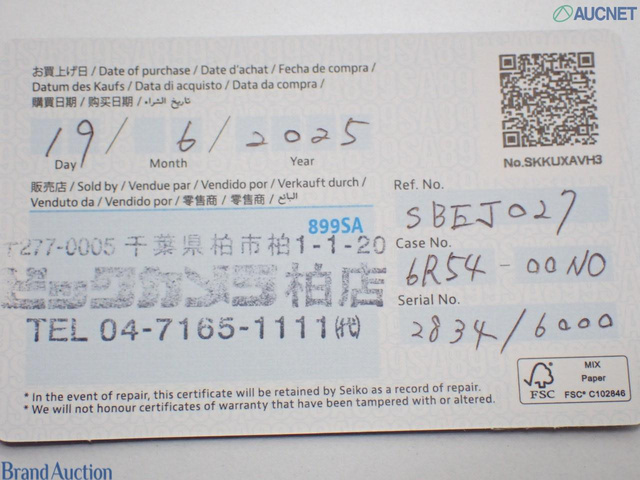 AUCNET
お買上げ日 / Date of purchase / Date d'achat / Fecha de compra /
Datum des Kaufs / Data di acquisto / Data da compra /
購買日期 / 购买日期 / تاريخ الشراء
19 / 6 / 2025
Day Month Year
No.SKKUXAVH3
販売店 / Sold by / Vendue par / Vendido por / Verkauft durch /
Venduto da / Vendido por / 零售商 / 零售商 / البائع
899SA
〒277-0005 千葉県柏市柏1-1-20
ビックカメラ柏店
TEL 04-7165-1111(代)
Ref. No.
SBEJ027
Case No.
6R54-00N0
Serial No.
2834/6000
* In the event of repair, this certificate will be retained by Seiko as a record of repair.
* We will not honour certificates of warranty that have been tampered with or altered.
FSC
MIX
Paper
FSC® C102846
Brand Auction